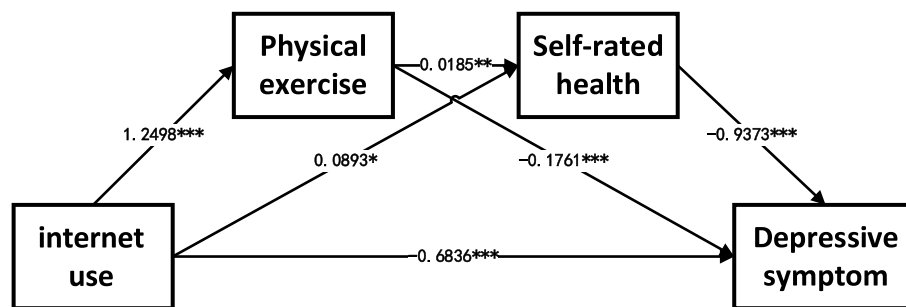 Physical
exercise
Self-rated
health
0.0185**
1.2498***
0.0893*
-0.1761***
-0.9373***
internet
use
-0.6836***
Depressive
symptom